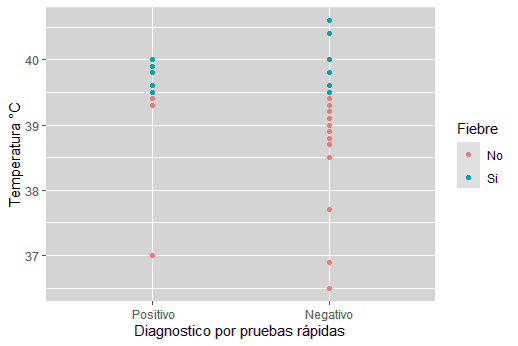 40
39
38
37
Temperatura °C
Positivo
Negativo
Diagnostico por pruebas rápidas
Fiebre
No
Si